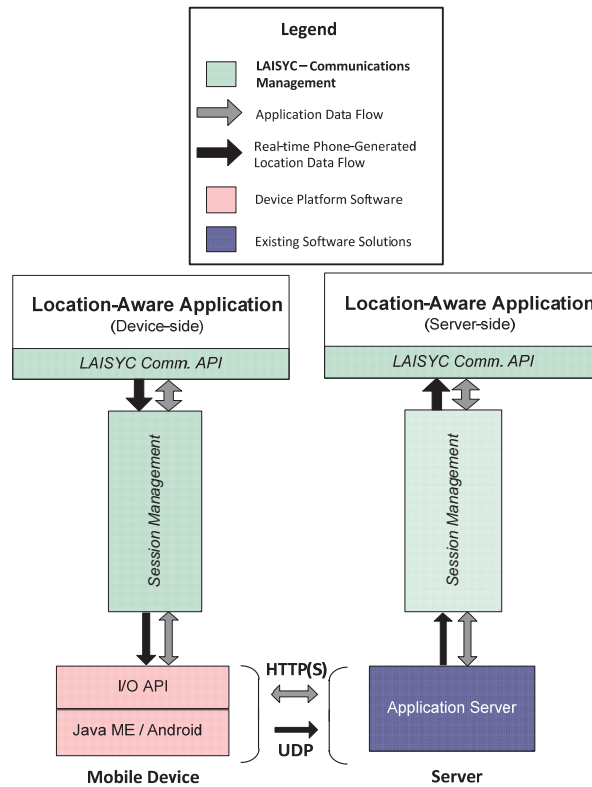 Legend
LAISYC – Communications
Management
Application Data Flow
Real-time Phone-Generated
Location Data Flow
Device Platform Software
Existing Software Solutions
Location-Aware Application
(Device-side)
LAISYC Comm. API
Session Management
I/O API
Java ME / Android
Mobile Device
HTTP(S)
UDP
Location-Aware Application
(Server-side)
LAISYC Comm. API
Session Management
Application Server
Server